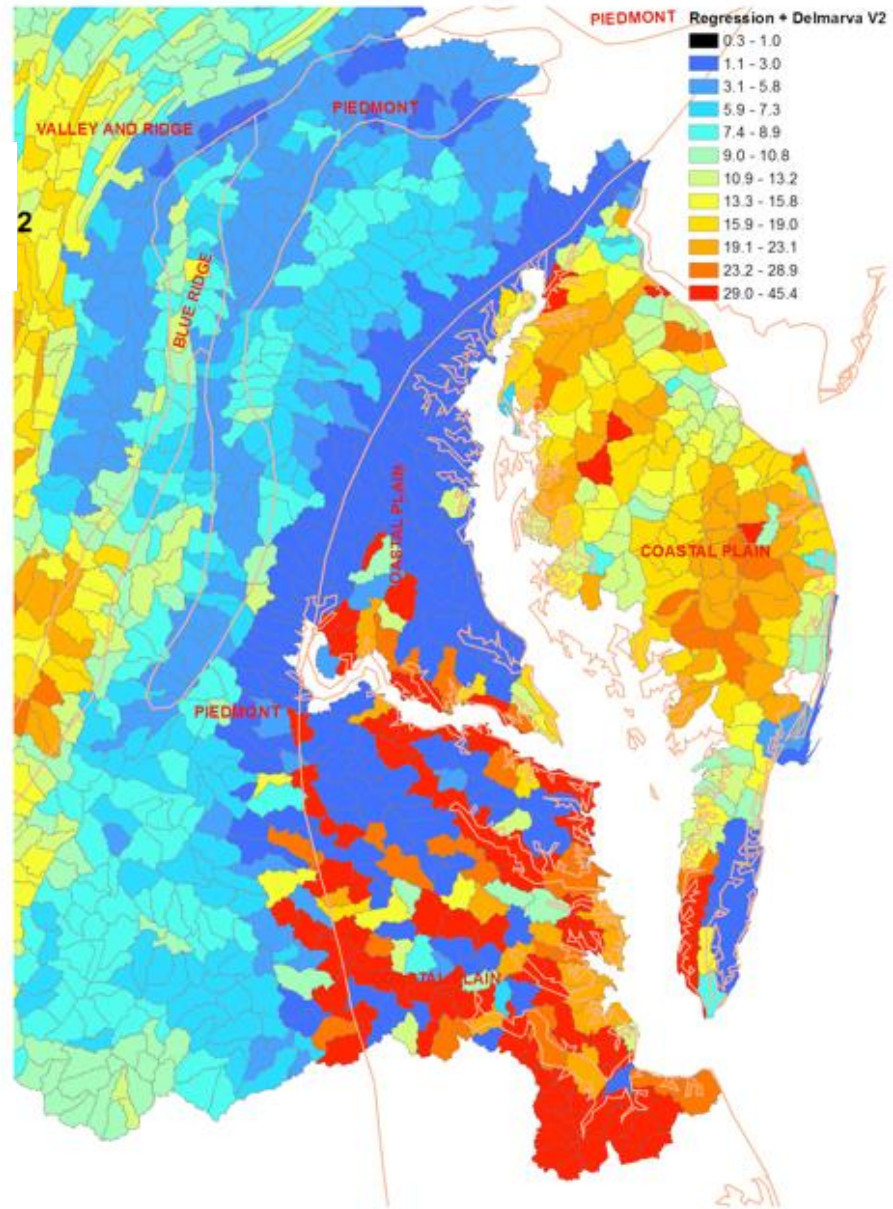 PIEDMONT
Regression + Delmarva V2
0.3 - 1.0
1.1 - 3.0
3.1 - 5.8
5.9 - 7.3
7.4 - 8.9
9.0 - 10.8
10.9 - 13.2
13.3 - 15.8
15.9 - 19.0
19.1 - 23.1
23.2 - 28.9
29.0 - 45.4
PIEDMONT
VALLEY AND RIDGE
2
BLUE RIDGE
COASTAL PLAIN
COASTAL PLAIN
PIEDMONT
PLAIN